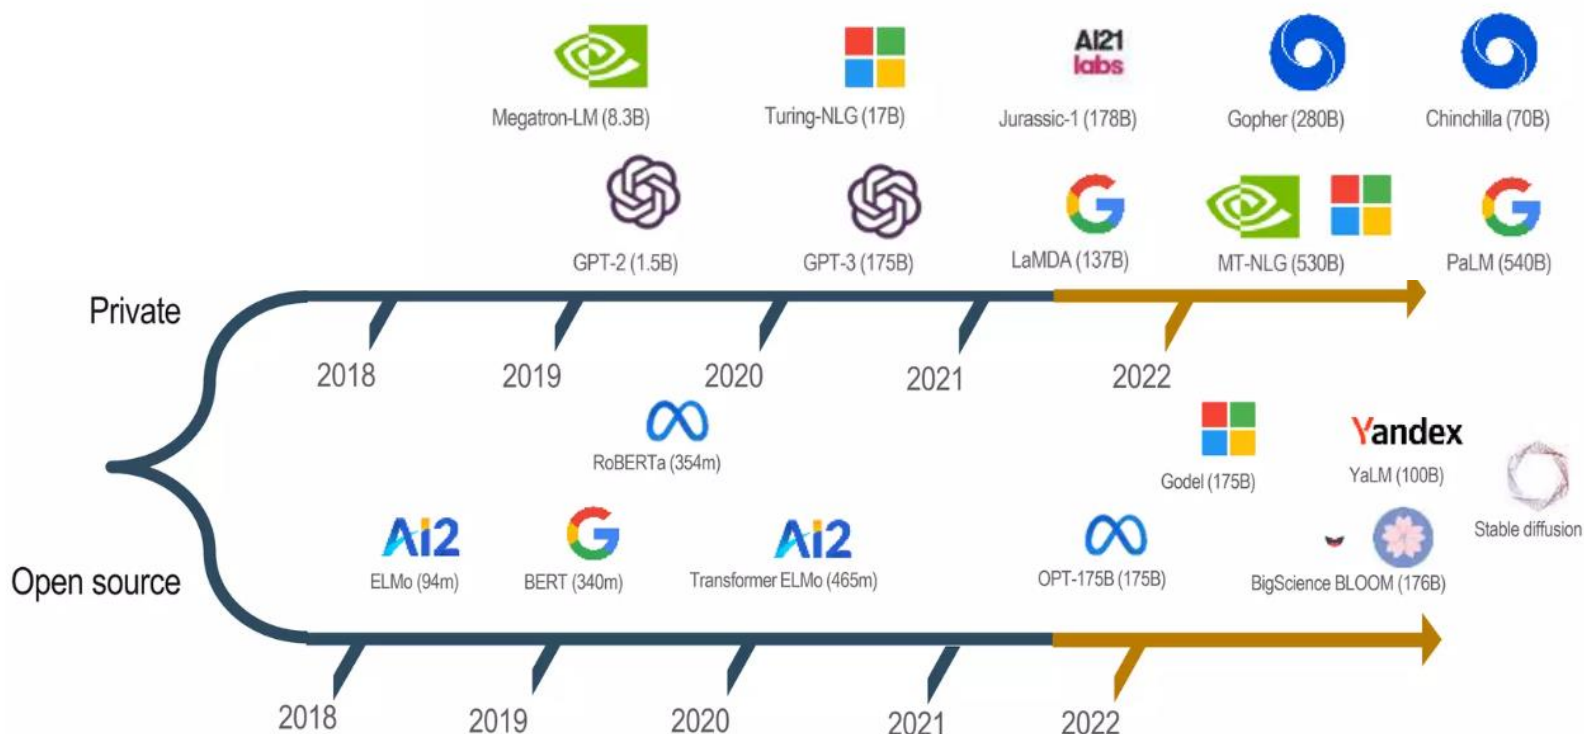 AI21
labs
Megatron-LM (8.3B)
Turing-NLG (17B)
Jurassic-1 (178B)
Gopher (280B)
Chinchilla (70B)
GPT-2 (1.5B)
GPT-3 (175B)
LaMDA (137B)
MT-NLG (530B)
PaLM (540B)
Private
2018
2019
2020
2021
2022
RoBERTa (354m)
Godel (175B)
Yandex
YaLM (100B)
Stable diffusion
Ai2
ELMo (94m)
BERT (340m)
Ai2
Transformer ELMo (465m)
OPT-175B (175B)
BigScience BLOOM (176B)
Open source
2018
2019
2020
2021
2022